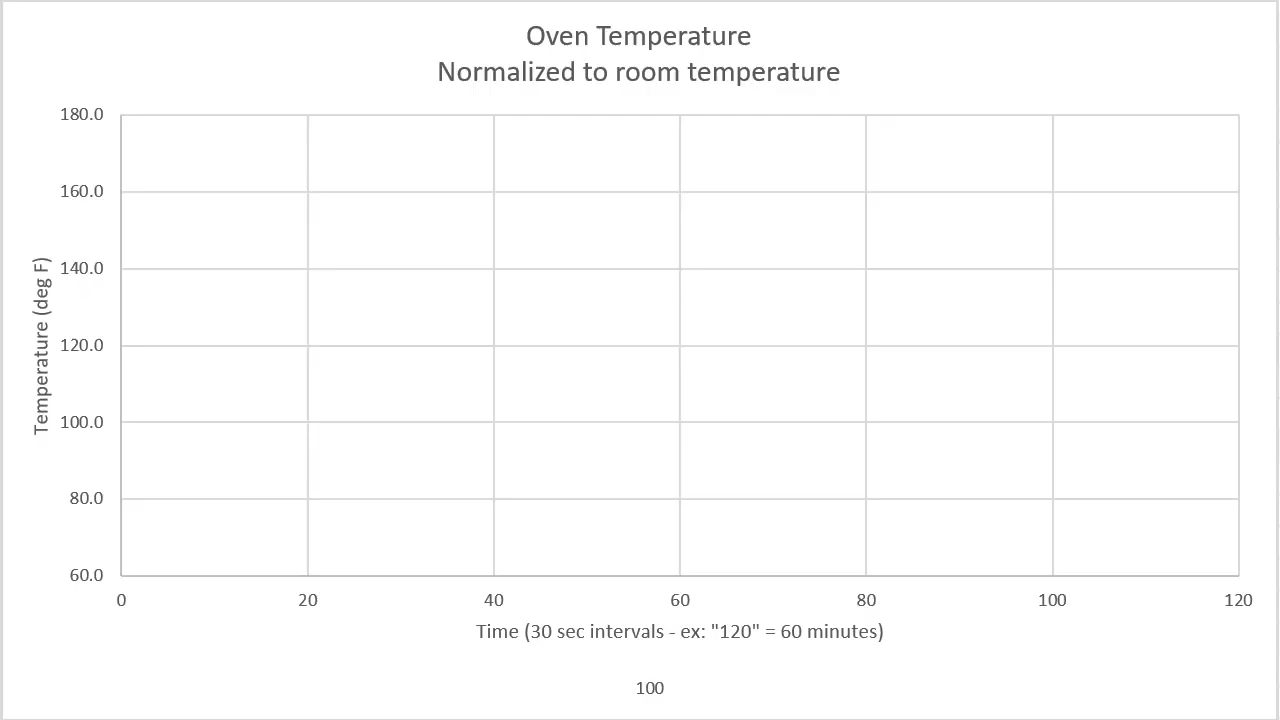 Oven Temperature
Normalized to room temperature
180.0
160.0
140.0
120.0
100.0
80.0
60.0
Temperature (deg F)
0 20 40 60 80 100 120
Time (30 sec intervals - ex: "120" = 60 minutes)
100